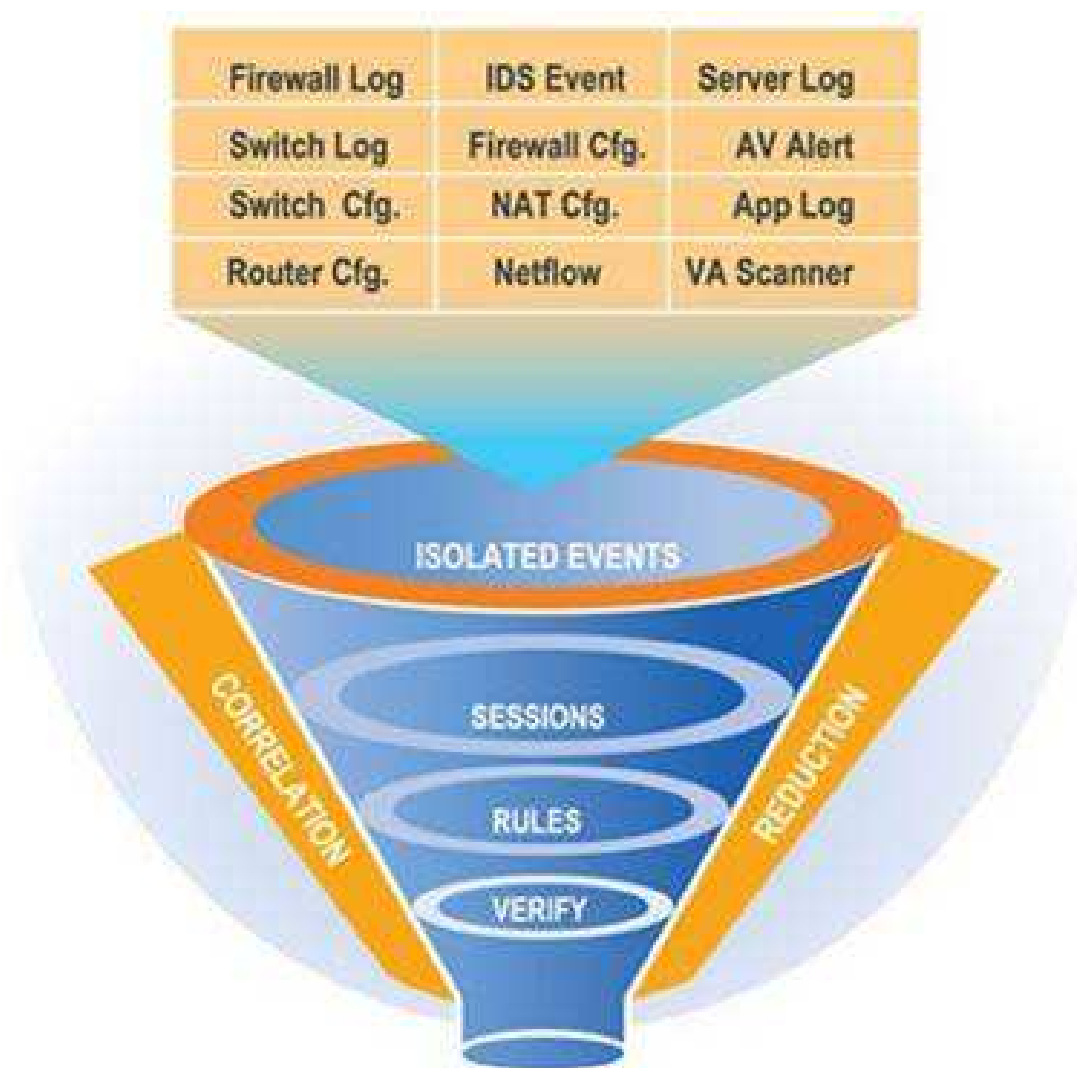 Firewall Log IDS Event Server Log
Switch Log Firewall Cfg. AV Alert
Switch Cfg. NAT Cfg. App Log
Router Cfg. Netflow VA Scanner
ISOLATED EVENTS
CORRELATION
SESSIONS
REDUCTION
RULES
VERIFY